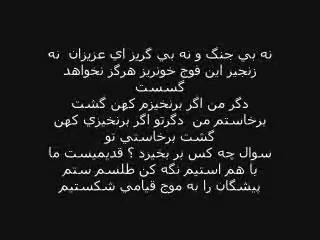 نه بي جنگ و نه بي گريز اي عزيزان  نه
زنجير اين فوج خونريز هرگز نخواهد
گسست
دگر من اگر برنخيزم كهن گشت
برخاستم من  دگرتو اگر برنخيزي كهن
گشت برخاستي تو
سوال چه كس بر بخيرد ؟ قديميست ما
با هم استيم نگه كن طلسم ستم
پيشگان را به موج قيامي شكستيم